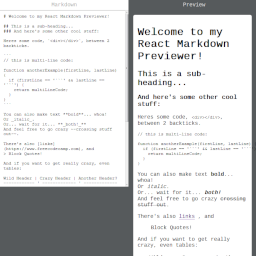 Markdown
# Welcome to my React Markdown Previewer!
## This is a sub-heading...
### And here's some other cool stuff:
Heres some code, `<div></div>`, between 2 backticks.
```
// this is multi-line code:
function anotherExample(firstLine, lastLine) {
if (firstLine == '```' && lastLine == '```') {
return multiLineCode;
}
}
```
You can also make text **bold**... whoa!
Or _italic_.
Or... wait for it... **_both!_**
And feel free to go crazy ~~crossing stuff out~~.
There's also [links]
, and
> Block Quotes!
And if you want to get really crazy, even tables:
Wild Header | Crazy Header | Another Header?
Preview
Welcome to my
React Markdown
Previewer!
This is a sub-
heading...
And here's some other cool
stuff:
Heres some code, <div></div>,
between 2 backticks.
// this is multi-line code:
function anotherExample(firstLine, lastLine)
if (firstLine == '```' && lastLine == '``
return multiLineCode;
}
}
You can also make text bold...
whoa!
Or italic.
Or... wait for it... both!
And feel free to go crazy crossing
stuff out.
There's also links , and
Block Quotes!
And if you want to get really
crazy, even tables: